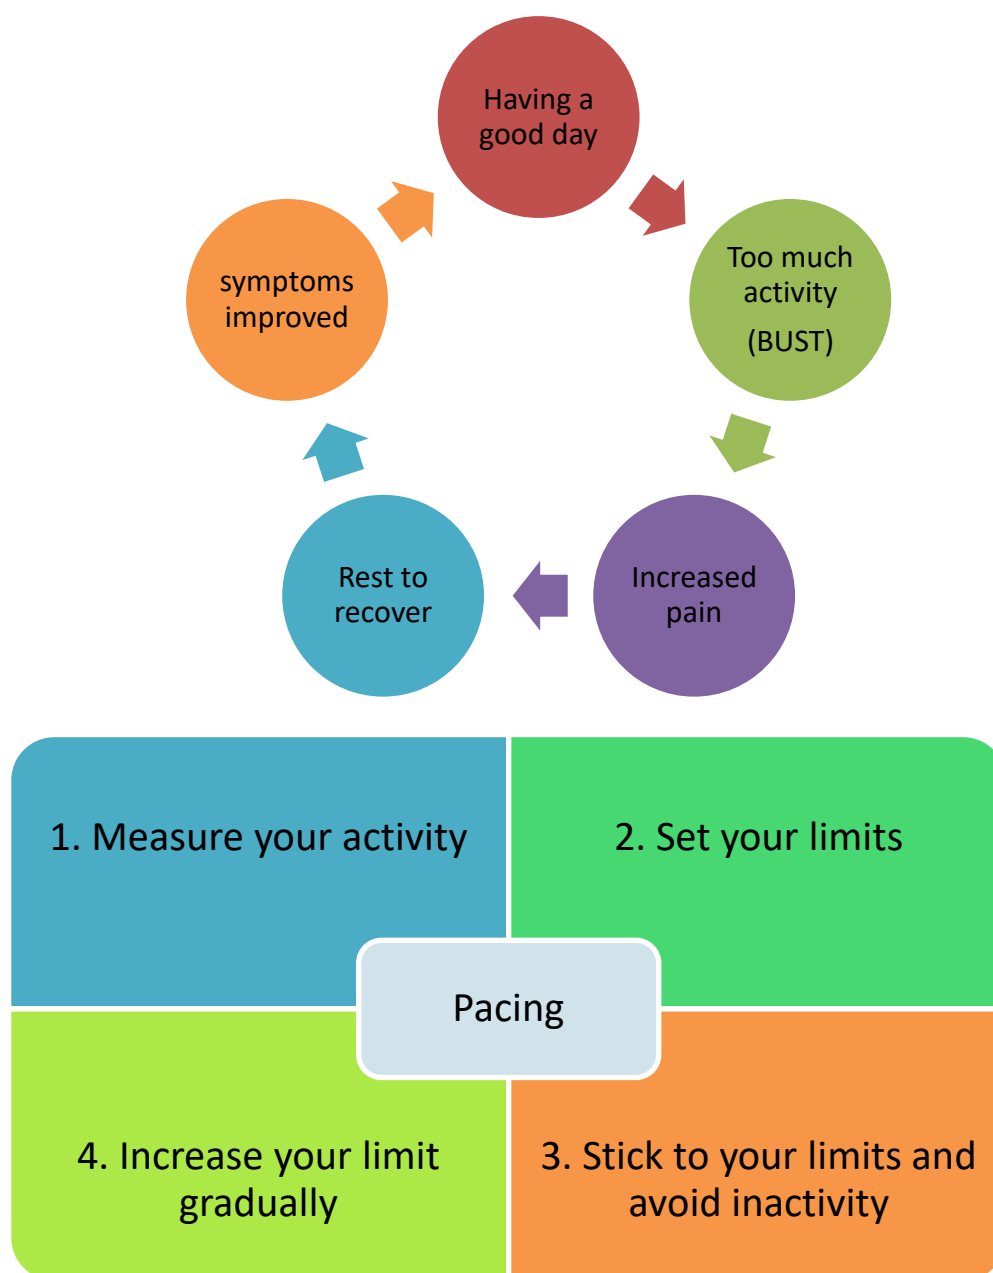 Having a
good day
Too much
activity
(BUST)
Increased
pain
Rest to
recover
symptoms
improved
1. Measure your activity
2. Set your limits
Pacing
3. Stick to your limits and
avoid inactivity
4. Increase your limit
gradually